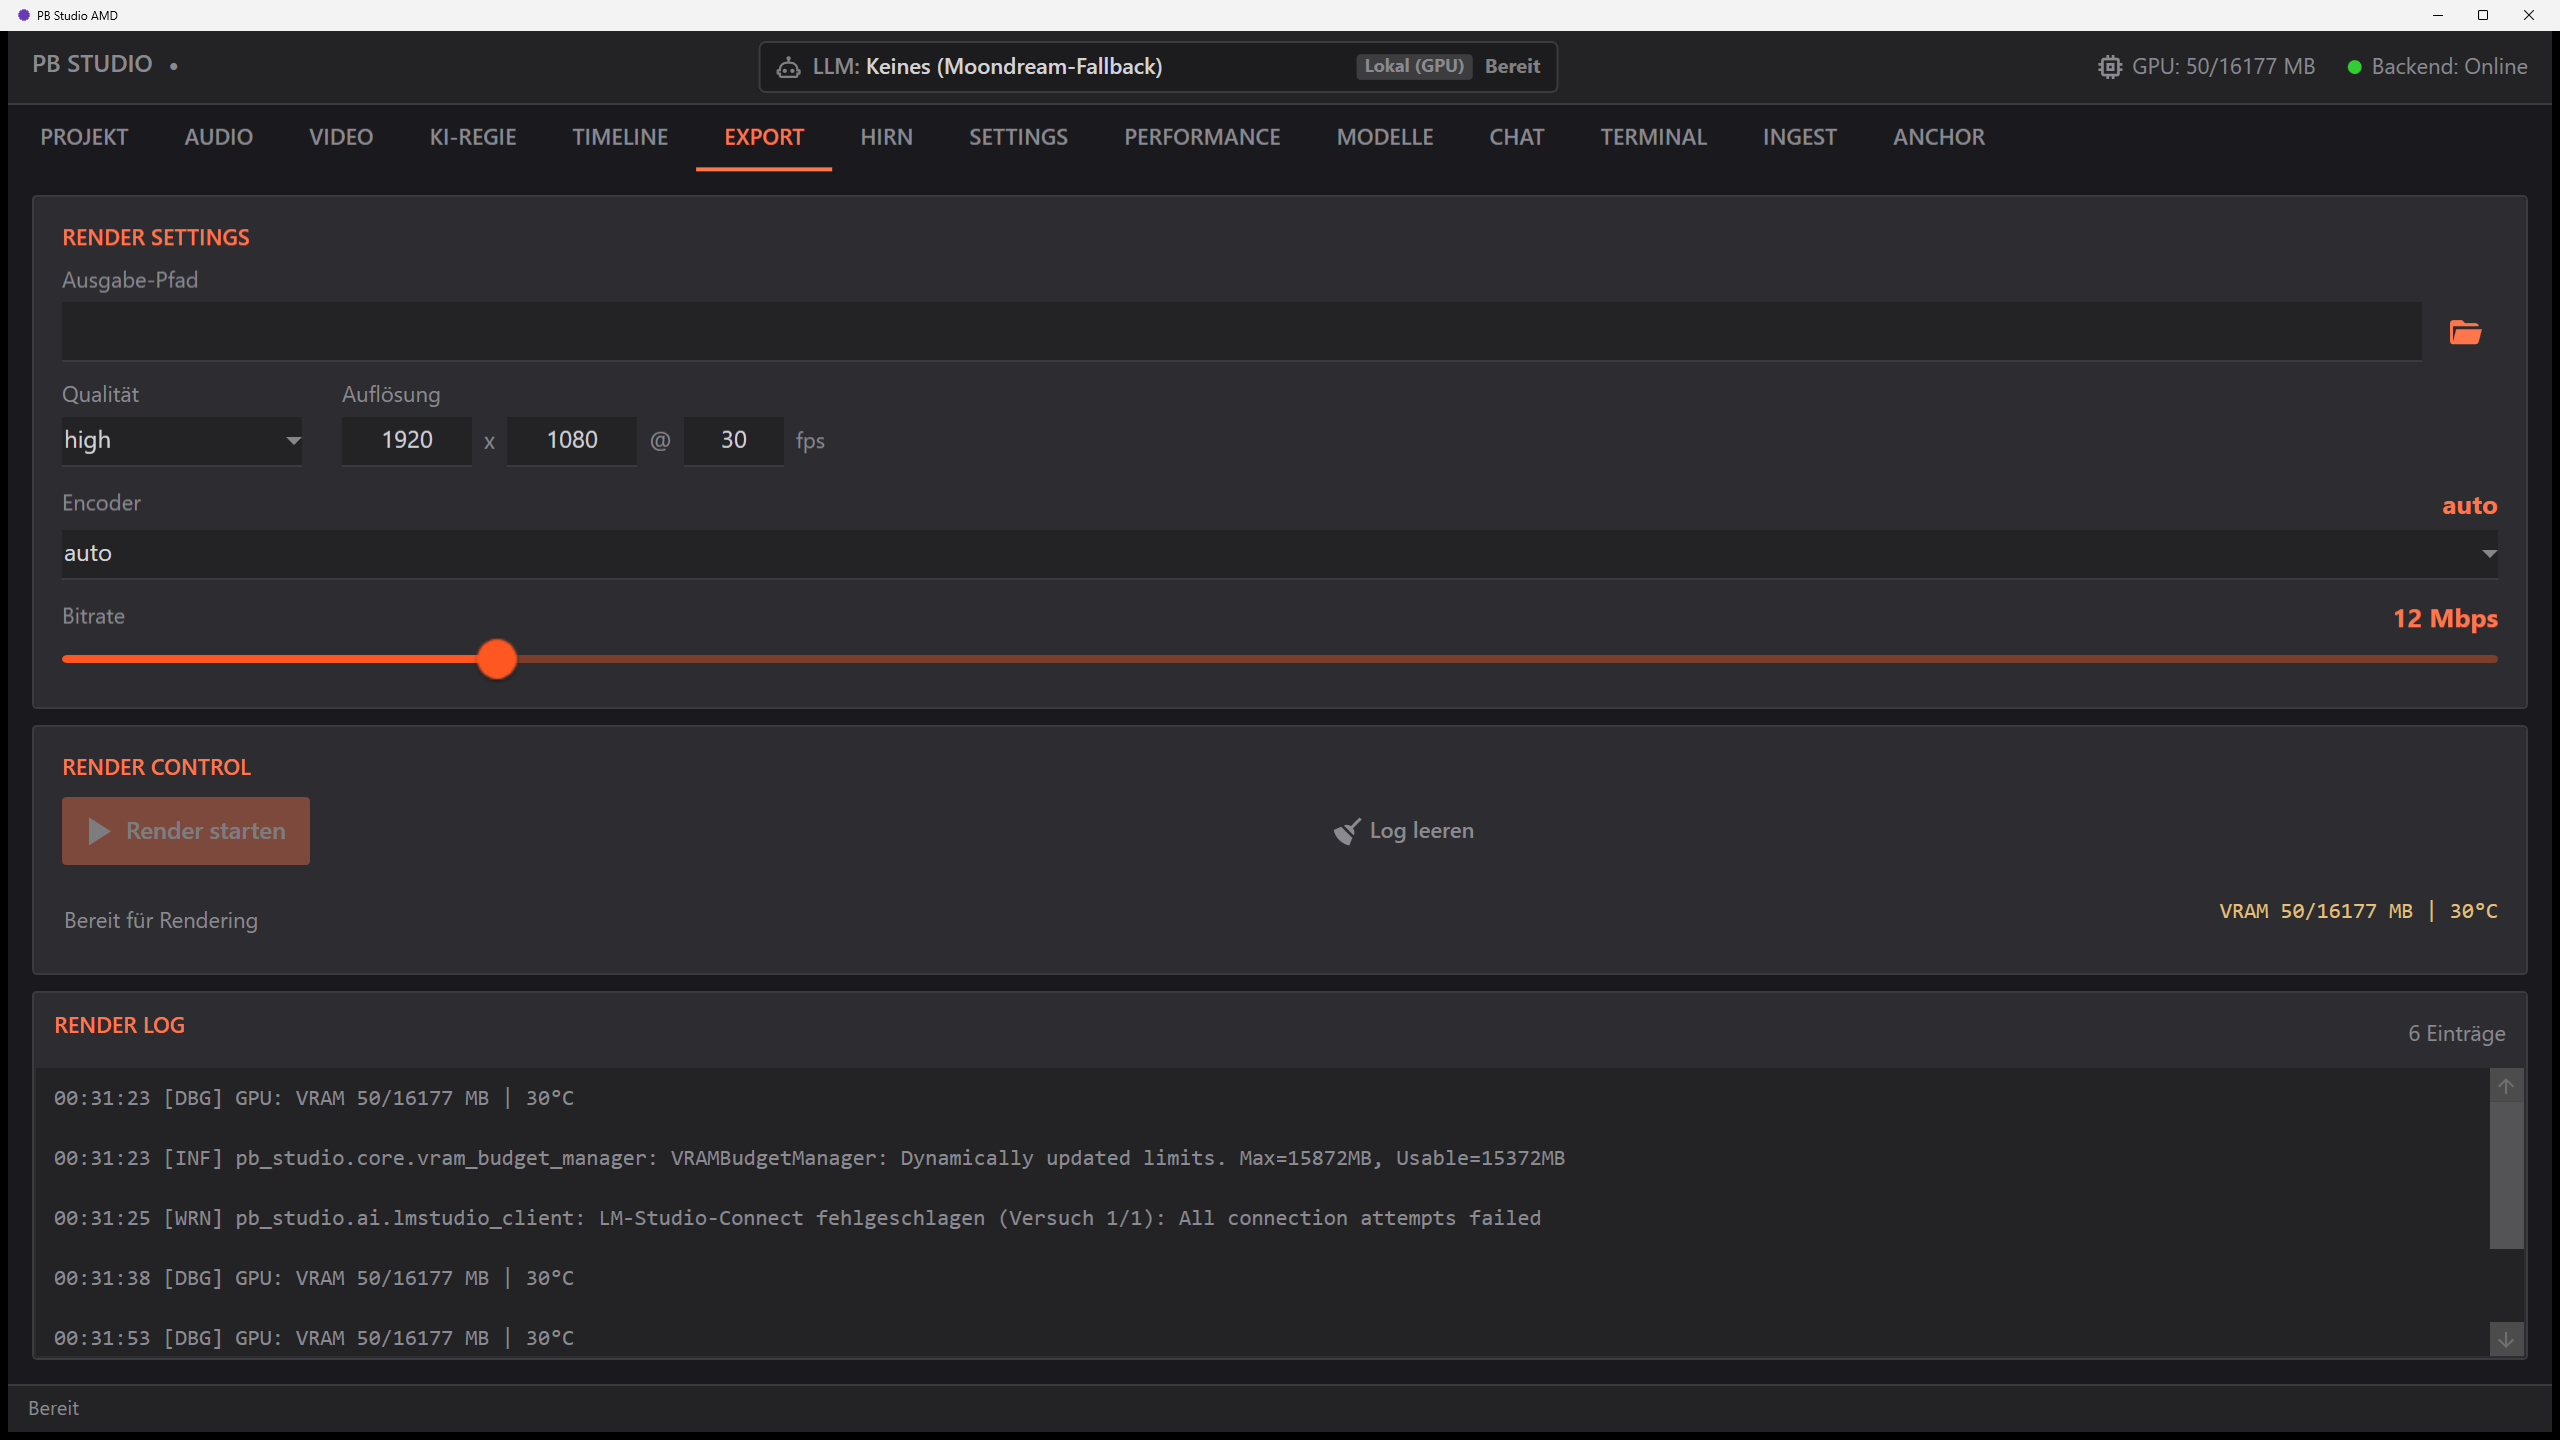 PB Studio AMD
PB STUDIO •
LLM: Keines (Moondream-Fallback) Lokal (GPU) Bereit
GPU: 50/16177 MB Backend: Online
PROJEKT AUDIO VIDEO KI-REGIE TIMELINE EXPORT HIRN SETTINGS PERFORMANCE MODELLE CHAT TERMINAL INGEST ANCHOR
RENDER SETTINGS
Ausgabe-Pfad
Qualität Auflösung
high 1920 x 1080 @ 30 fps
Encoder auto
auto
Bitrate 12 Mbps
RENDER CONTROL
Render starten Log leeren
Bereit für Rendering VRAM 50/16177 MB | 30°C
RENDER LOG 6 Einträge
00:31:23 [DBG] GPU: VRAM 50/16177 MB | 30°C
00:31:23 [INF] pb_studio.core.vram_budget_manager: VRAMBudgetManager: Dynamically updated limits. Max=15872MB, Usable=15372MB
00:31:25 [WRN] pb_studio.ai.lmstudio_client: LM-Studio-Connect fehlgeschlagen (Versuch 1/1): All connection attempts failed
00:31:38 [DBG] GPU: VRAM 50/16177 MB | 30°C
00:31:53 [DBG] GPU: VRAM 50/16177 MB | 30°C
Bereit